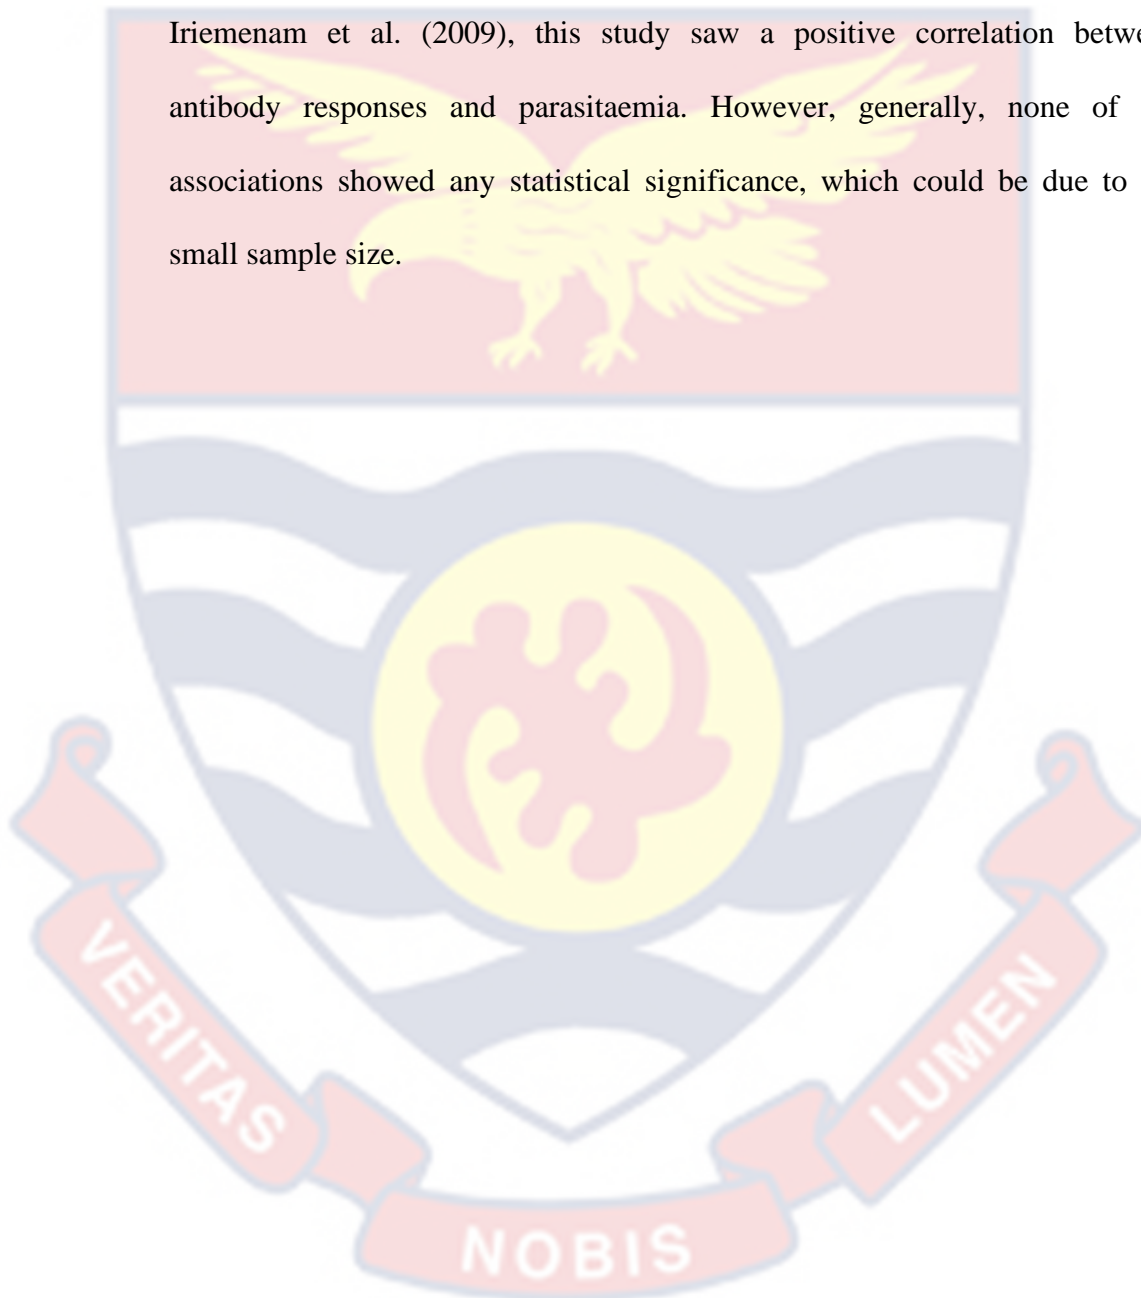 Iriemenam et al. (2009), this study saw a positive correlation betwe
antibody responses and parasitaemia. However, generally, none of
associations showed any statistical significance, which could be due to
small sample size.
VERITAS
NOBIS
LUMEN